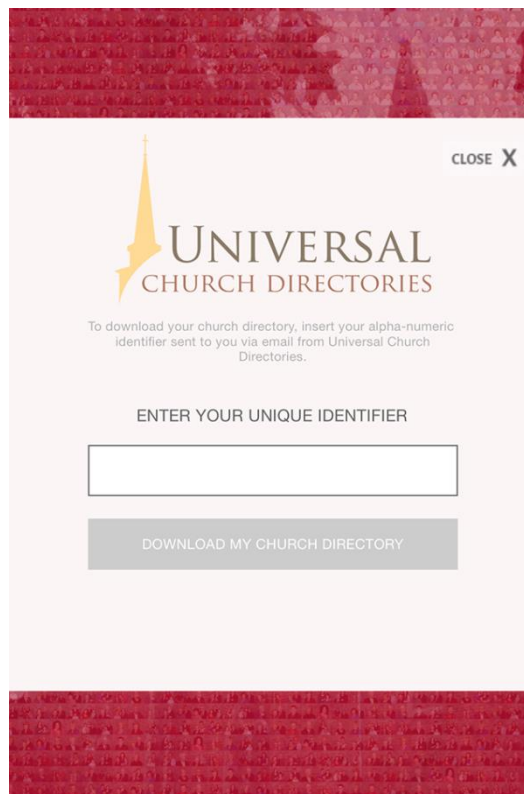 CLOSE X
UNIVERSAL
CHURCH DIRECTORIES
To download your church directory, insert your alpha-numeric
identifier sent to you via email from Universal Church
Directories.
ENTER YOUR UNIQUE IDENTIFIER
DOWNLOAD MY CHURCH DIRECTORY